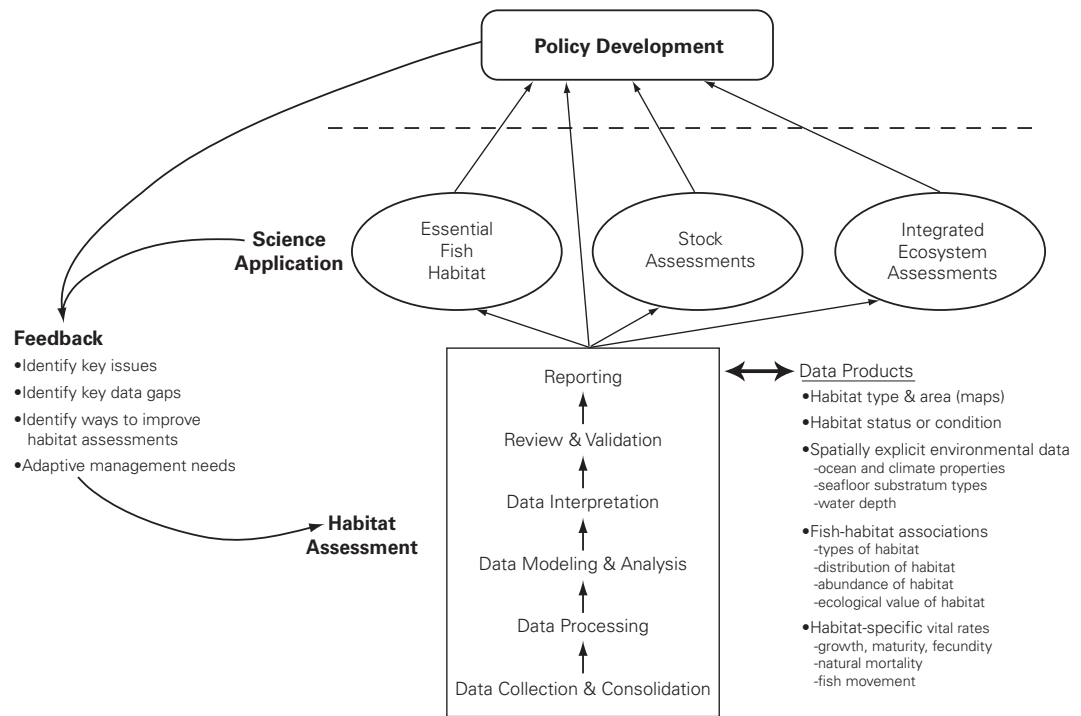 Policy Development
Science
Application
Essential
Fish
Habitat
Stock
Assessments
Integrated
Ecosystem
Assessments
Feedback
•Identify key issues
•Identify key data gaps
•Identify ways to improve
habitat assessments
•Adaptive management needs
Habitat
Assessment
Reporting
Review & Validation
Data Interpretation
Data Modeling & Analysis
Data Processing
Data Collection & Consolidation
Data Products
•Habitat type & area (maps)
•Habitat status or condition
•Spatially explicit environmental data
-ocean and climate properties
-seafloor substratum types
-water depth
•Fish-habitat associations
-types of habitat
-distribution of habitat
-abundance of habitat
-ecological value of habitat
•Habitat-specific vital rates
-growth, maturity, fecundity
-natural mortality
-fish movement